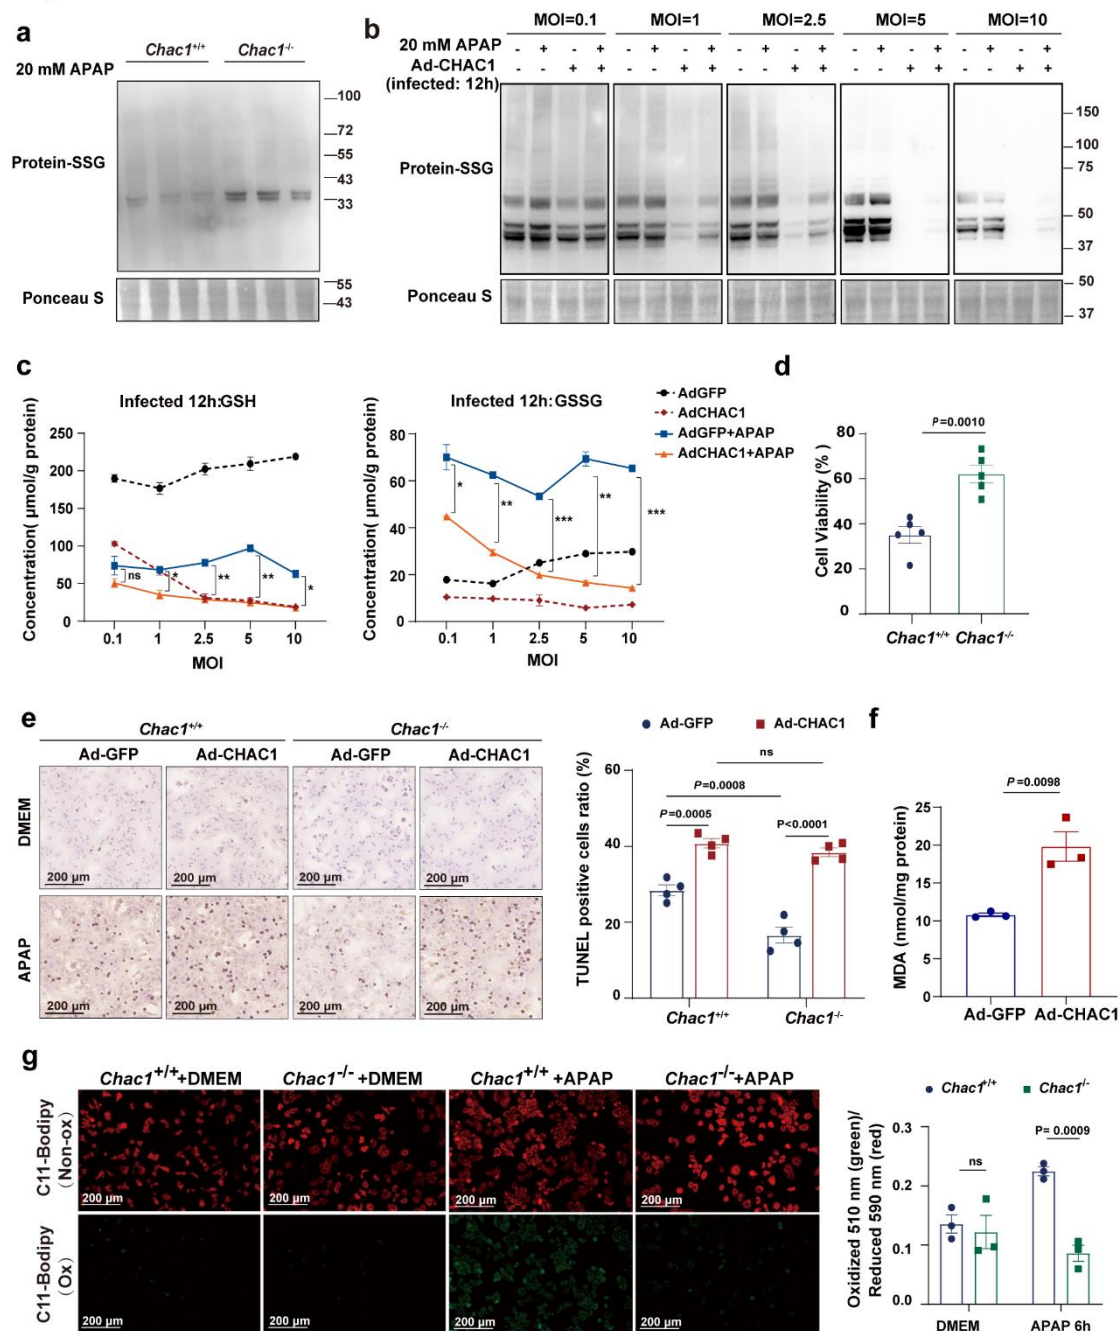 a
Chac1+/+ Chac1-/-
20 mM APAP
Protein-SSG
100
72
55
43
33
Ponceau S
55
43
b
MOI=0.1 MOI=1 MOI=2.5 MOI=5 MOI=10
20 mM APAP - + - + - + - + - + - + - + - + - + - +
Ad-CHAC1 - - + + - - + + - - + + - - + + - - + +
(infected: 12h)
Protein-SSG
150
100
75
50
37
Ponceau S
50
37
c
Infected 12h:GSH
Concentration( μmol/g protein)
250
200
150
100
50
0
ns * ** ** *
0.1 1 2.5 5 10
MOI
Infected 12h:GSSG
Concentration( μmol/g protein)
80
60
40
20
0
* ** *** ** ***
0.1 1 2.5 5 10
MOI
AdGFP
AdCHAC1
AdGFP+APAP
AdCHAC1+APAP
d
Cell Viability(% )
80
60
40
20
0
P=0.0010
Chac1+/+ Chac1-/-
e
Chac1+/+ Chac1-/-
Ad-GFP Ad-CHAC1 Ad-GFP Ad-CHAC1
DMEM
200 μm 200 μm 200 μm 200 μm
APAP
200 μm 200 μm 200 μm 200 μm
Ad-GFP Ad-CHAC1
TUNEL positive cells ratio (%)
60
40
20
0
ns
P=0.0008
P=0.0005 P<0.0001
Chac1+/+ Chac1-/-
f
MDA (nmol/mg protein)
25
20
15
10
5
0
P=0.0098
Ad-GFP Ad-CHAC1
g
Chac1+/+ +DMEM Chac1-/- +DMEM Chac1+/+ +APAP Chac1-/- +APAP
C11-Bodipy
(Non-ox)
200 μm 200 μm 200 μm 200 μm
C11-Bodipy
(Ox)
200 μm 200 μm 200 μm 200 μm
Chac1+/+ Chac1-/-
Oxidized 510 nm (green)/
Reduced 590 nm (red)
0.3
0.2
0.1
0.0
ns
P= 0.0009
DMEM APAP 6h